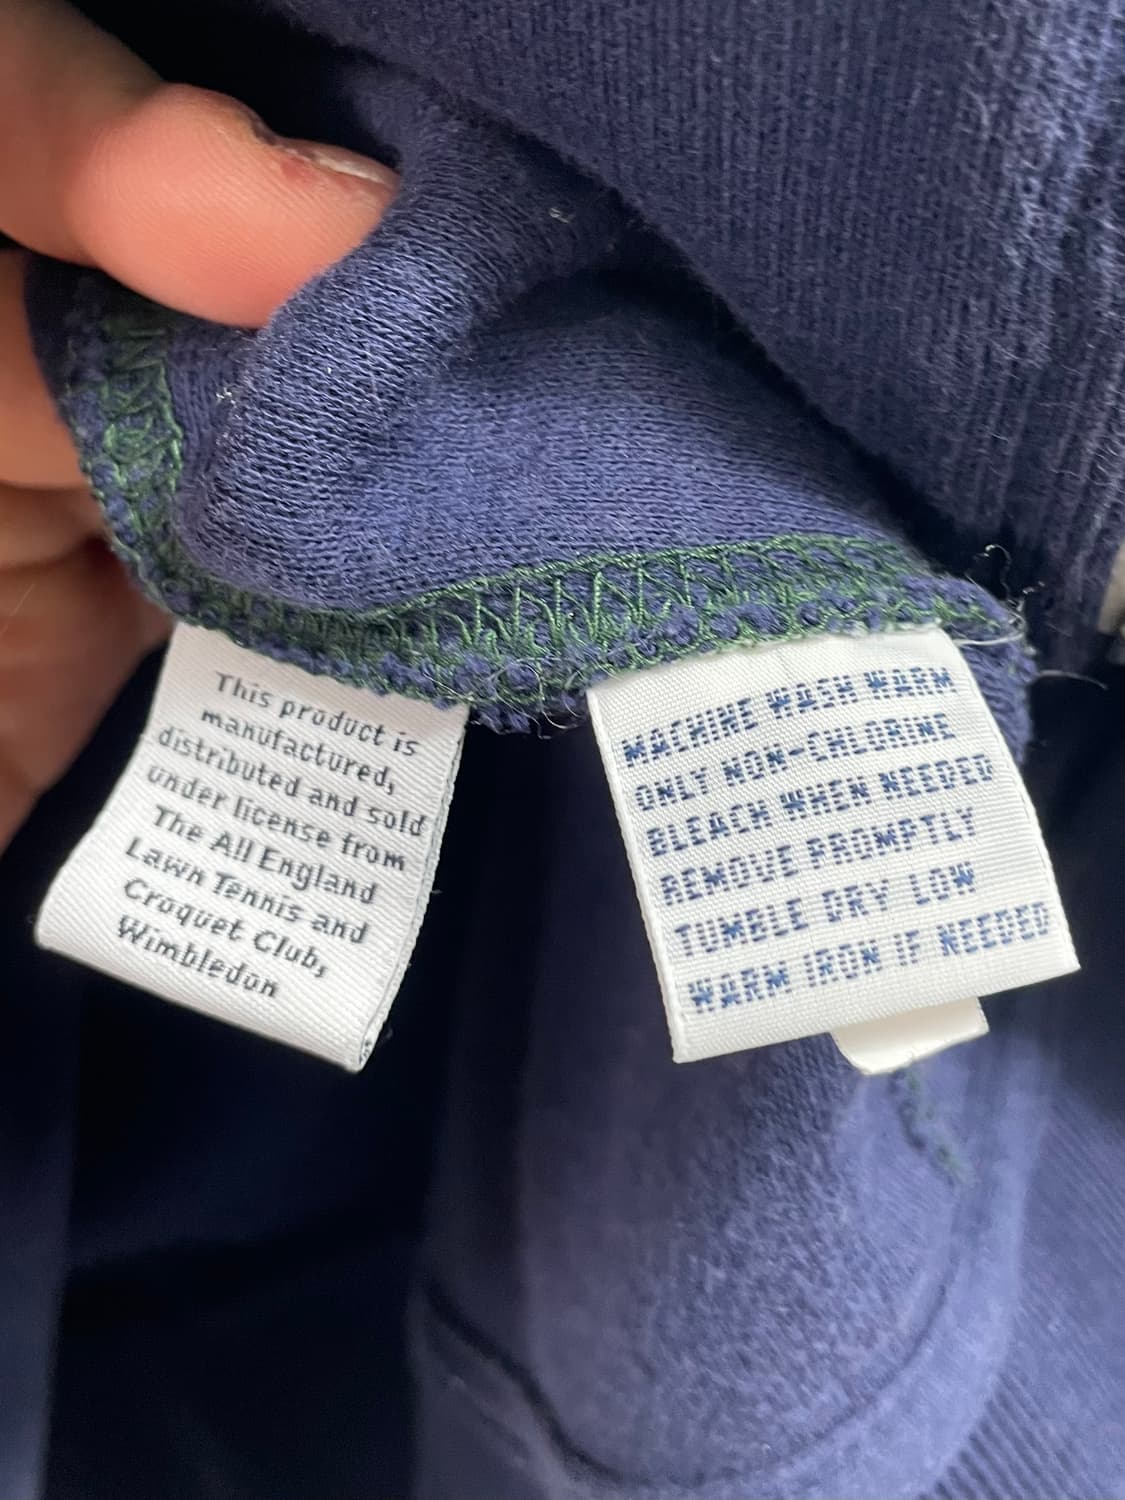 This product is
manufactured,
distributed and sold
under license from
The All England
Lawn Tennis and
Croquet Club,
Wimbledon
MACHINE WASH WARM
ONLY NON-CHLORINE
BLEACH WHEN NEEDED
REMOVE PROMPTLY
TUMBLE DRY LOW
WARM IRON IF NEEDED